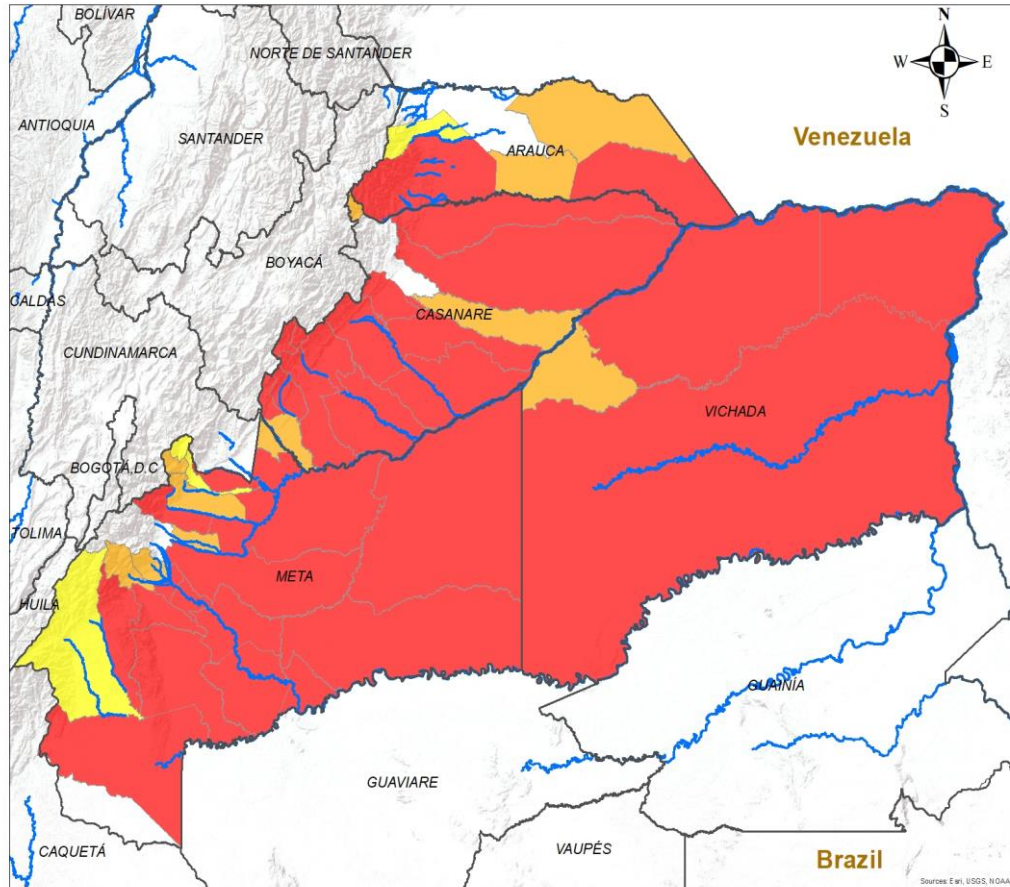 BOLÍVAR
N
NORTE DE SANTANDER
W
E
S
ANTIOQUIA
SANTANDER
Venezuela
ARAUCA
BOYACÁ
CALDAS
CASANARE
CUNDINAMARCA
VICHADA
BOGOTÁ, D.C
TOLIMA
META
HUILA
GUAINÍA
GUAVIARE
VAUPÉS
CAQUETÁ
Brazil
Sources: Esri, USGS, NOAA